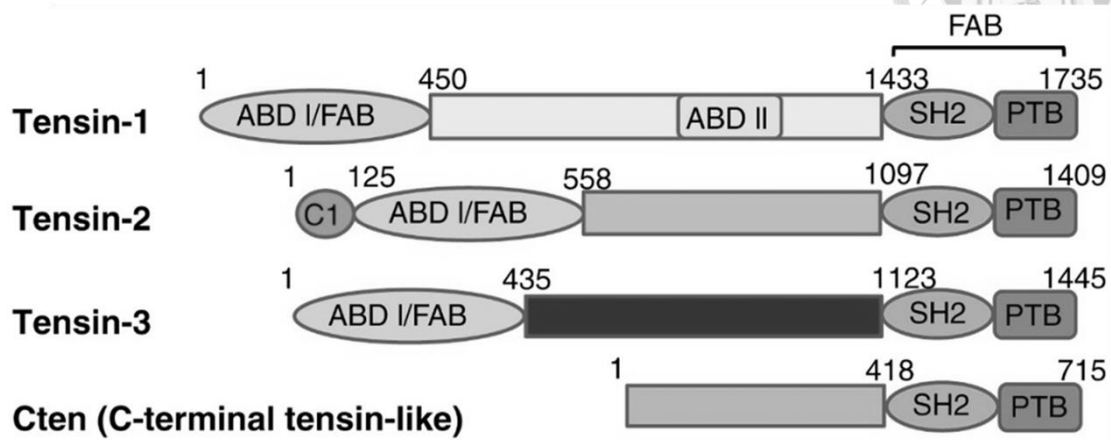 FAB
1 450 1433 1735
Tensin-1 ABD I/FAB ABD II SH2 PTB
1 125 558 1097 1409
Tensin-2 C1 ABD I/FAB SH2 PTB
1 435 1123 1445
Tensin-3 ABD I/FAB SH2 PTB
1 418 715
Cten (C-terminal tensin-like) SH2 PTB